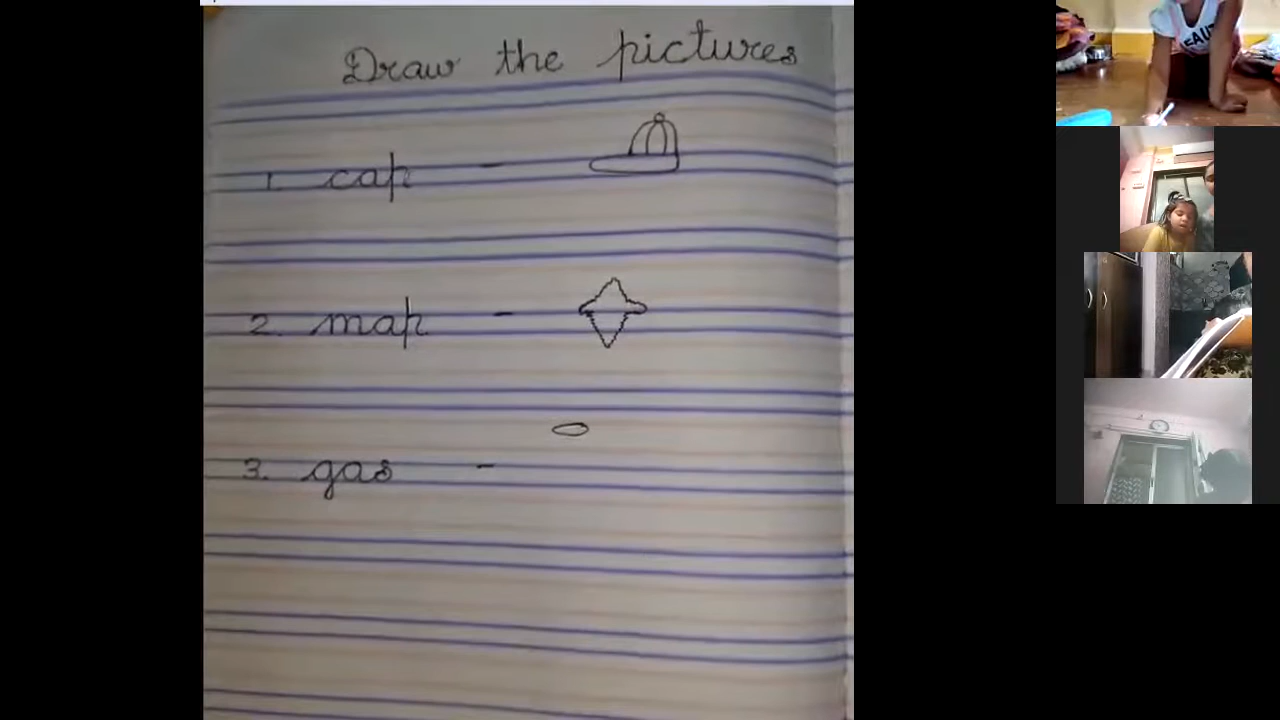 Draw the pictures
1. cap -
2. map -
3. gas -